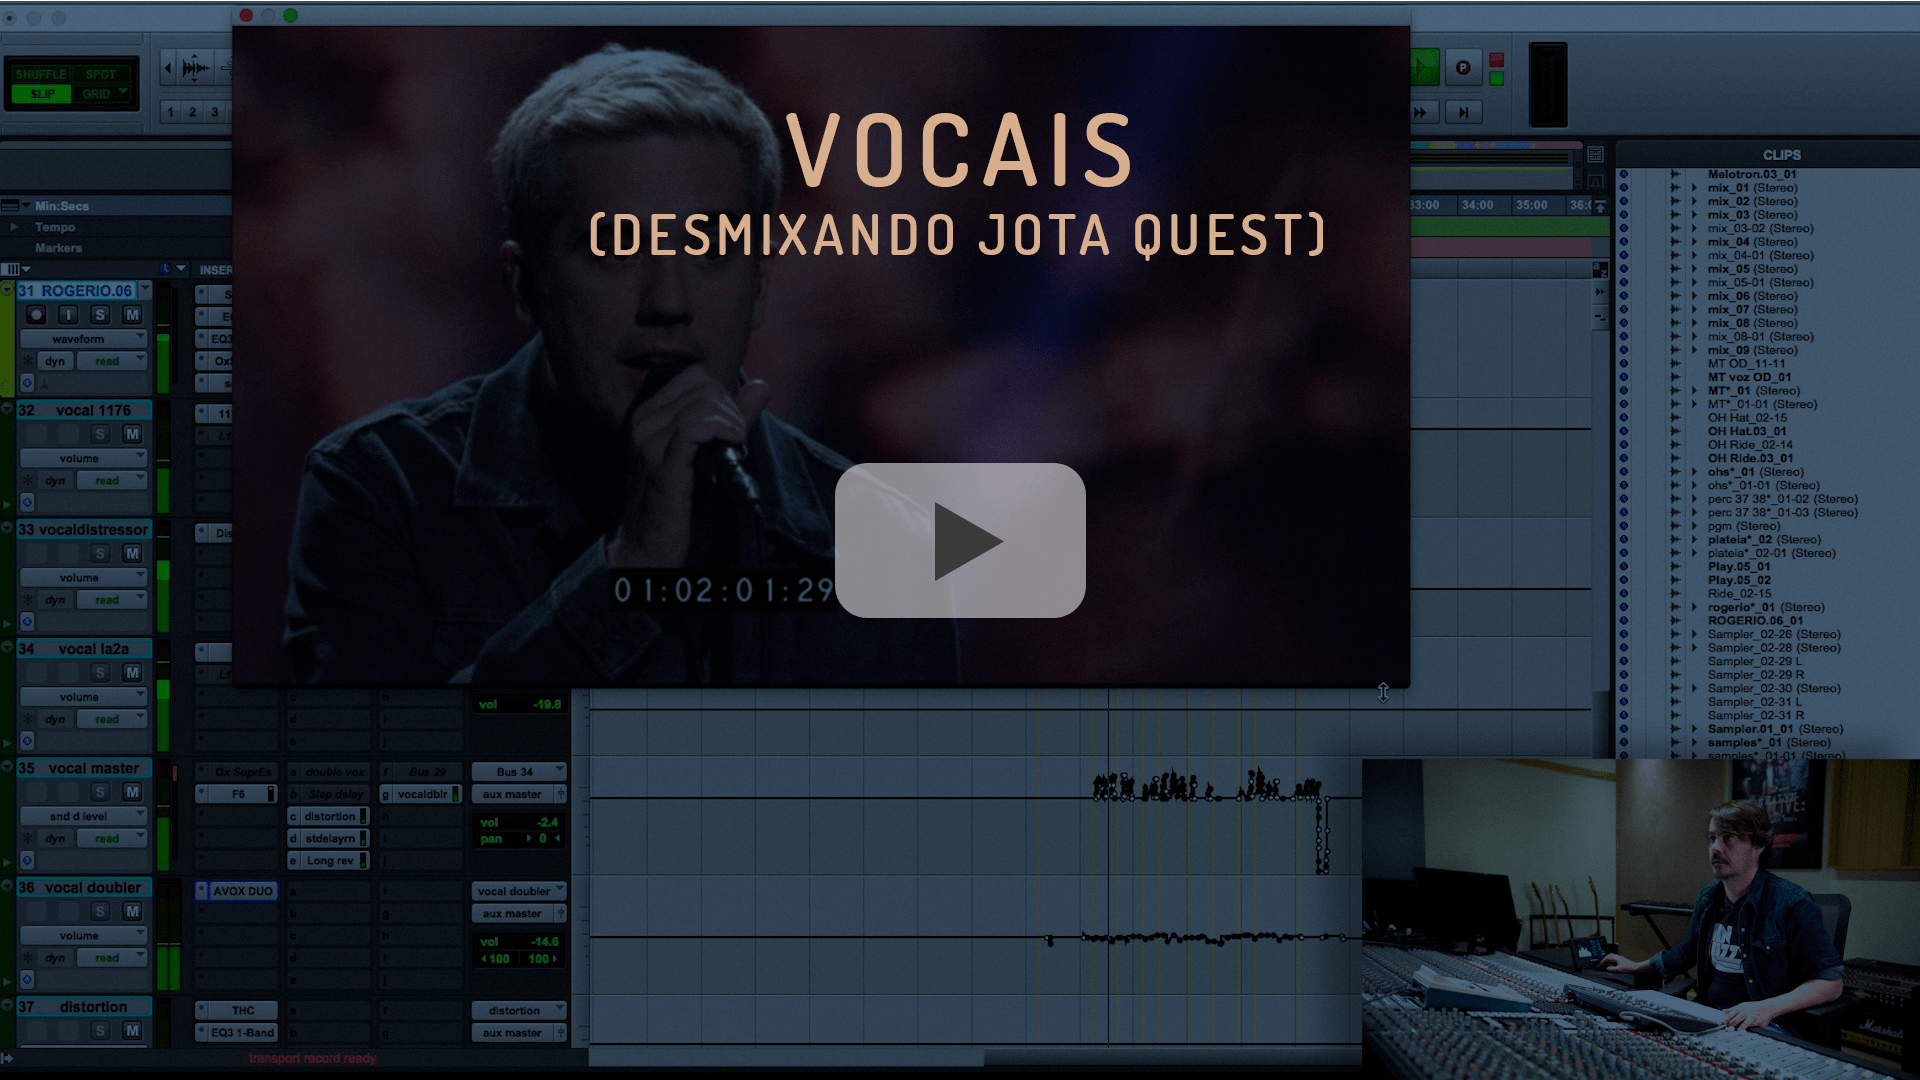 SHUFFLE SPOT
SLIP GRID
1 2 3
P
VOCAIS
(DESMIXANDO JOTA QUEST)
01:02:01:29
Min:Secs
Tempo
Markers
33:00 34:00 35:00
31 ROGERIO.06
I S M
waveform
dyn read
EQ3
32 vocal 1176
S M
volume
dyn read
33 vocaldistressor
S M
volume
dyn read
34 vocal la2a
S M
volume
dyn read
c h vol -19.8
d i
e j
35 vocal master
S M
snd d level
dyn read
Ox SuprEs a double vox f Bus 29 Bus 34
F6 b Slap delay g vocaldblr aux master
c distortion h vol -2.4
d stdelayrn i pan 0
e Long rev j
36 vocal doubler
S M
volume
dyn read
AVOX DUO a f vocal doubler
b g aux master
c h vol -14.6
d i 100 100
e j
37 distortion
S M
THC a f distortion
EQ3 1-Band b g aux master
transport record ready
CLIPS
Melotron.03_01
mix_01 (Stereo)
mix_02 (Stereo)
mix_03 (Stereo)
mix_03-02 (Stereo)
mix_04 (Stereo)
mix_04-01 (Stereo)
mix_05 (Stereo)
mix_05-01 (Stereo)
mix_06 (Stereo)
mix_07 (Stereo)
mix_08 (Stereo)
mix_08-01 (Stereo)
mix_09 (Stereo)
MT OD_11-11
MT voz OD_01
MT*_01 (Stereo)
MT*_01-01 (Stereo)
OH Hat_02-15
OH Hat.03_01
OH Ride_02-14
OH Ride.03_01
ohs*_01 (Stereo)
ohs*_01-01 (Stereo)
perc 37 38*_01-02 (Stereo)
perc 37 38*_01-03 (Stereo)
pgm (Stereo)
plateia*_02 (Stereo)
plateia*_02-01 (Stereo)
Play.05_01
Play.05_02
Ride_02-15
rogerio*_01 (Stereo)
ROGERIO.06_01
Sampler_02-26 (Stereo)
Sampler_02-28 (Stereo)
Sampler_02-29 L
Sampler_02-29 R
Sampler_02-30 (Stereo)
Sampler_02-31 L
Sampler_02-31 R
Sampler.01_01 (Stereo)
samples*_01 (Stereo)
samples*_01-01 (Stereo)
Marshall